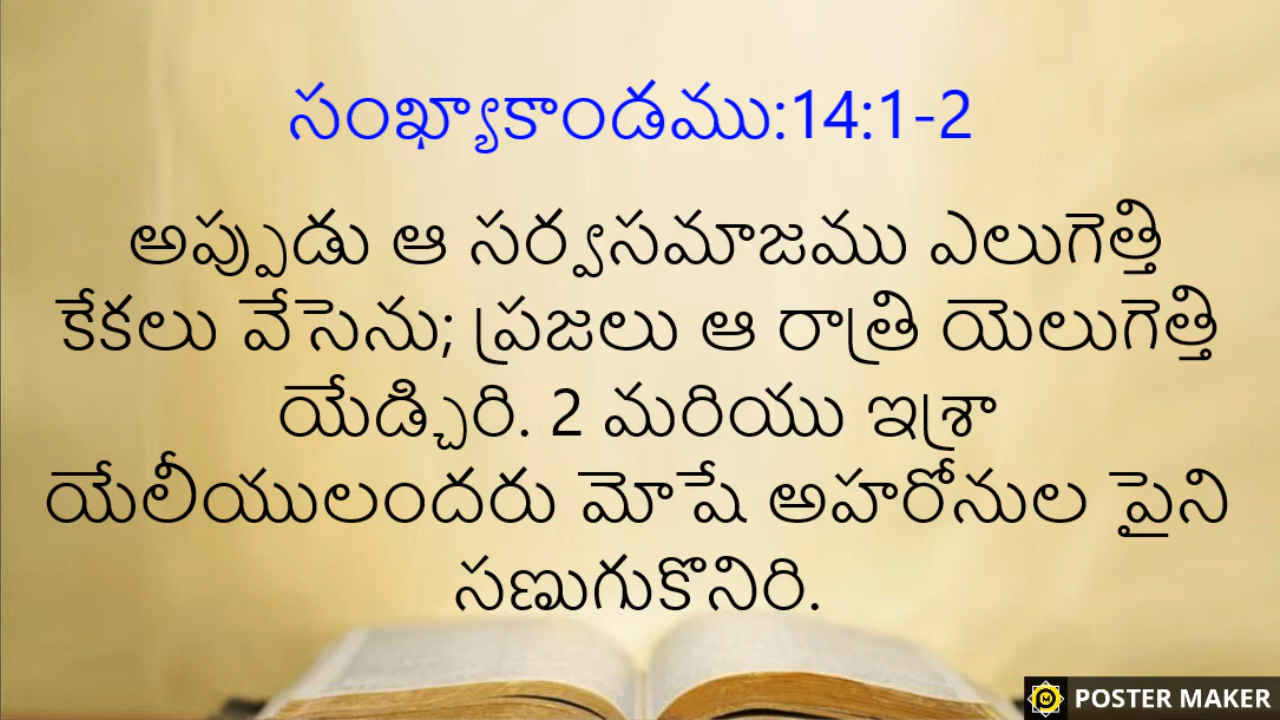 సంఖ్యాకాండము:14:1-2
అప్పుడు ఆ సర్వసమాజము ఎలుగెత్తి
కేకలు వేసెను; ప్రజలు ఆ రాత్రి యెలుగెత్తి
యేడ్చిరి. 2 మరియు ఇశ్రా
యేలీయులందరు మోషే అహరోనుల పైని
సణుగుకొనిరి.
POSTER MAKER